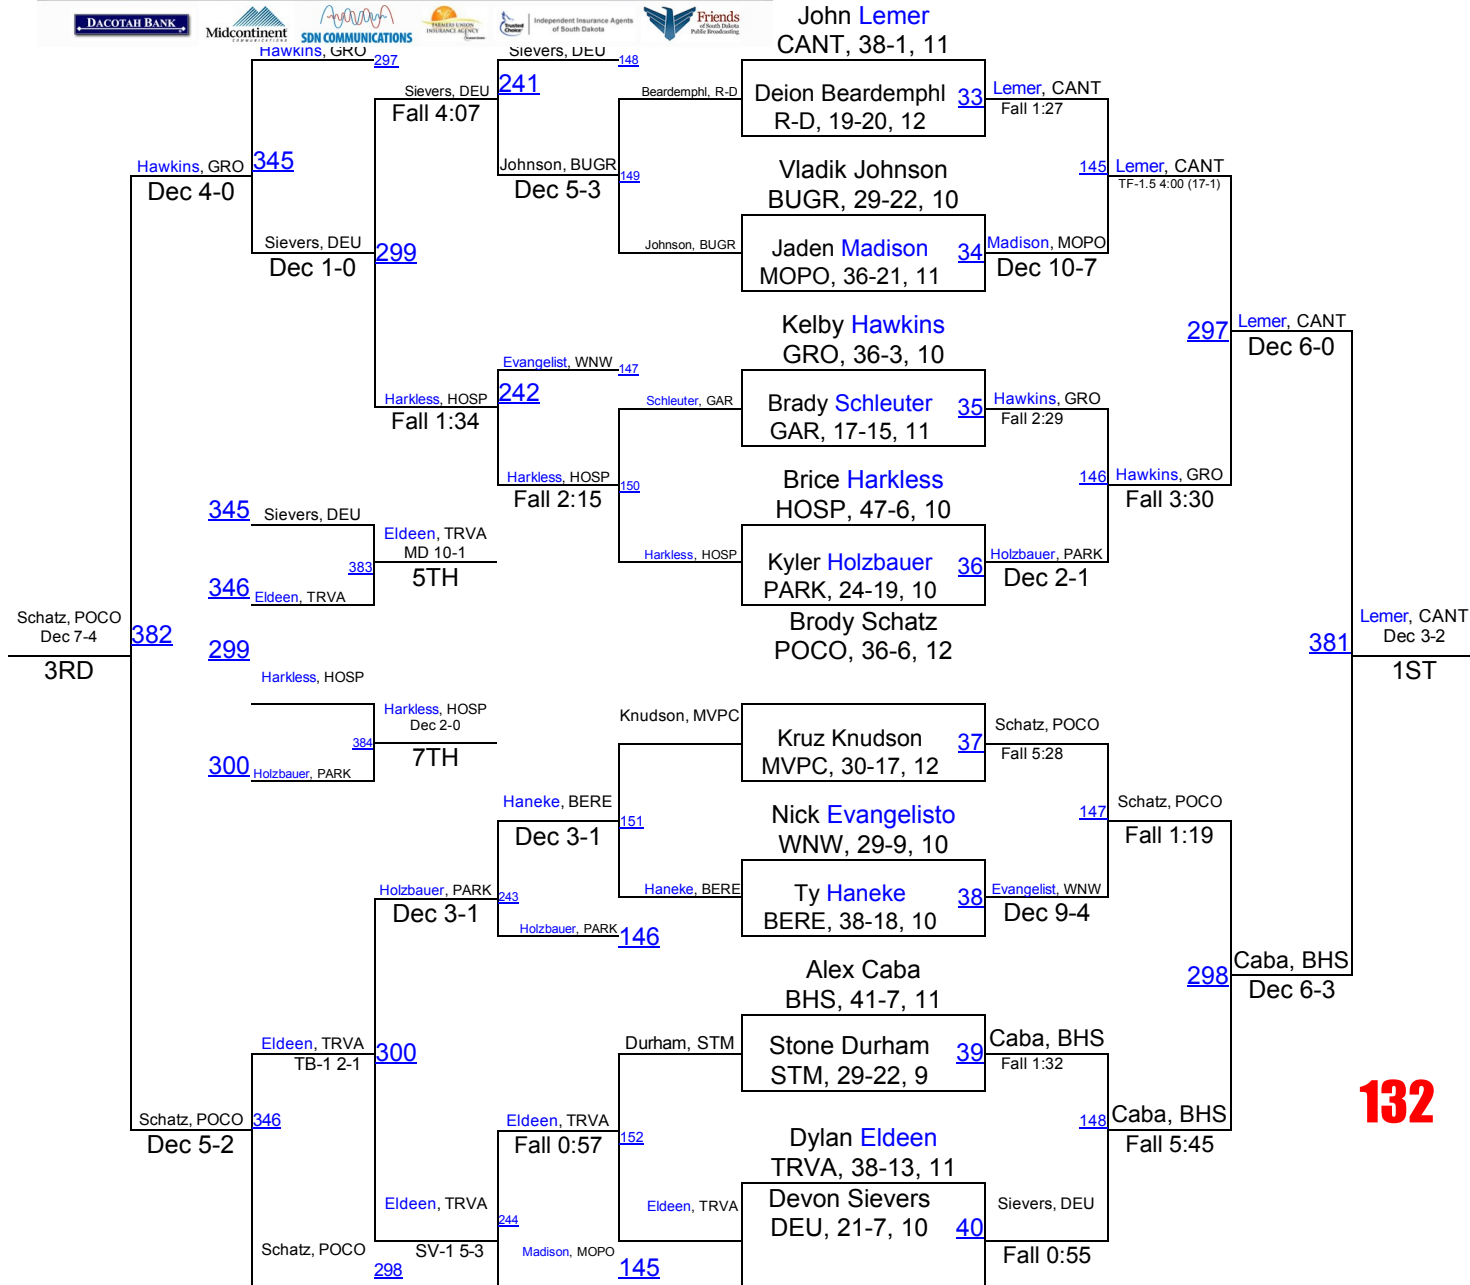 DACOTAH BANK
Midcontinent
COMMUNICATIONS
SDN COMMUNICATIONS
FARMERS UNION
INSURANCE AGENCY
Trusted
Choice
Independent Insurance Agents
of South Dakota
Friends
of South Dakota
Public Broadcasting
John Lemer
CANT, 38-1, 11
Hawkins, GRO
297
Sievers, DEU
148
Sievers, DEU
241
Fall 4:07
Beardemphl, R-D
Deion Beardemphl
R-D, 19-20, 12
33
Lemer, CANT
Fall 1:27
Hawkins, GRO
345
Dec 4-0
Johnson, BUGR
149
Dec 5-3
Vladik Johnson
BUGR, 29-22, 10
145
Lemer, CANT
TF-1.5 4:00 (17-1)
Sievers, DEU
299
Dec 1-0
Johnson, BUGR
Jaden Madison
MOPO, 36-21, 11
34
Madison, MOPO
Dec 10-7
Kelby Hawkins
GRO, 36-3, 10
297
Lemer, CANT
Dec 6-0
Evangelist, WNW
147
Harkless, HOSP
242
Fall 1:34
Schleuter, GAR
Brady Schleuter
GAR, 17-15, 11
35
Hawkins, GRO
Fall 2:29
Harkless, HOSP
150
Fall 2:15
Brice Harkless
HOSP, 47-6, 10
146
Hawkins, GRO
Fall 3:30
345
Sievers, DEU
Eldeen, TRVA
MD 10-1
383
5TH
346
Eldeen, TRVA
Harkless, HOSP
Kyler Holzbauer
PARK, 24-19, 10
36
Holzbauer, PARK
Dec 2-1
Schatz, POCO
Dec 7-4
382
3RD
299
Harkless, HOSP
Brody Schatz
POCO, 36-6, 12
381
Lemer, CANT
Dec 3-2
1ST
Harkless, HOSP
Dec 2-0
384
7TH
300
Holzbauer, PARK
Knudson, MVPC
Kruz Knudson
MVPC, 30-17, 12
37
Schatz, POCO
Fall 5:28
Haneke, BERE
151
Dec 3-1
Nick Evangelisto
WNW, 29-9, 10
147
Schatz, POCO
Fall 1:19
Holzbauer, PARK
243
Dec 3-1
Haneke, BERE
Ty Haneke
BERE, 38-18, 10
38
Evangelist, WNW
Dec 9-4
Holzbauer, PARK
146
Alex Caba
BHS, 41-7, 11
298
Caba, BHS
Dec 6-3
Eldeen, TRVA
300
TB-1 2-1
Durham, STM
Stone Durham
STM, 29-22, 9
39
Caba, BHS
Fall 1:32
132
Schatz, POCO
346
Dec 5-2
Eldeen, TRVA
152
Fall 0:57
Dylan Eldeen
TRVA, 38-13, 11
148
Caba, BHS
Fall 5:45
Eldeen, TRVA
244
SV-1 5-3
Eldeen, TRVA
Devon Sievers
DEU, 21-7, 10
40
Sievers, DEU
Fall 0:55
Schatz, POCO
298
Madison, MOPO
145